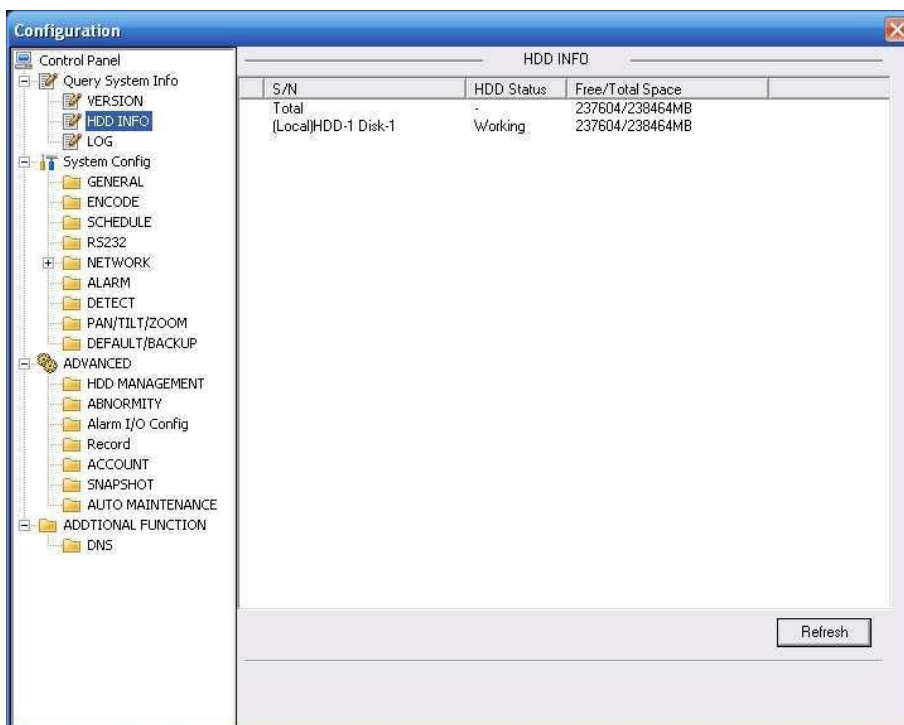 Configuration
Control Panel
Query System Info
VERSION
HDD INFO
LOG
System Config
GENERAL
ENCODE
SCHEDULE
RS232
NETWORK
ALARM
DETECT
PAN/TILT/ZOOM
DEFAULT/BACKUP
ADVANCED
HDD MANAGEMENT
ABNORMITY
Alarm I/O Config
Record
ACCOUNT
SNAPSHOT
AUTO MAINTENANCE
ADDTIONAL FUNCTION
DNS
HDD INFO
S/N HDD Status Free/Total Space
Total - 237604/238464MB
(Local)HDD-1 Disk-1 Working 237604/238464MB
Refresh